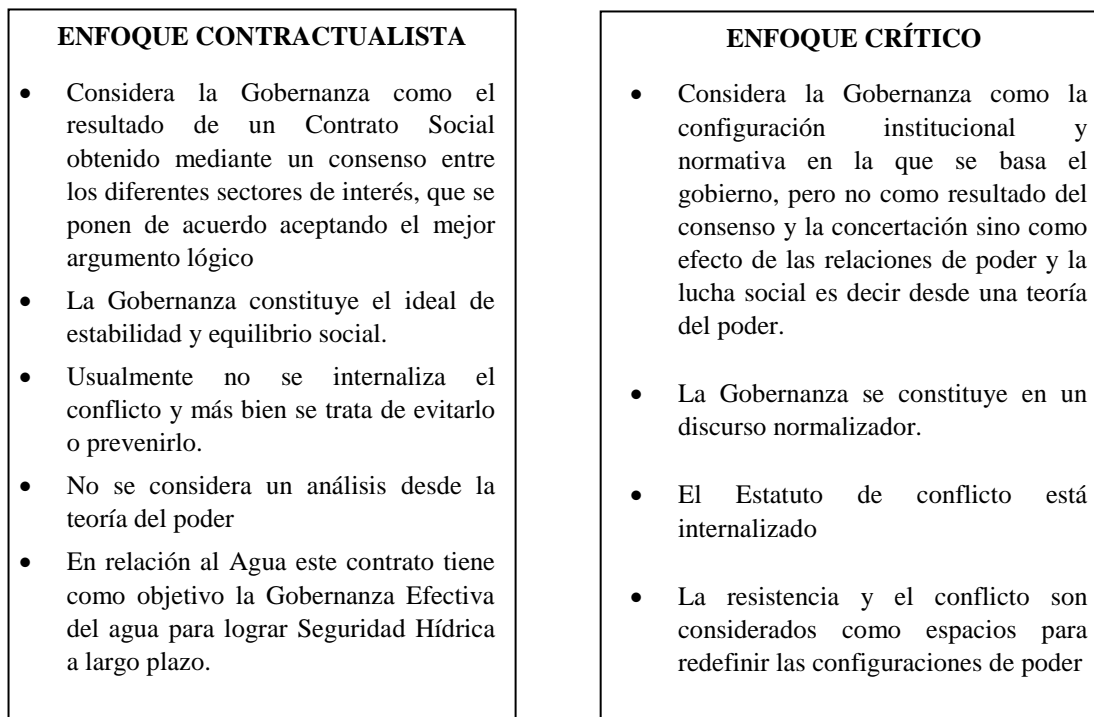 ENFOQUE CONTRACTUALISTA
• Considera la Gobernanza como el
resultado de un Contrato Social
obtenido mediante un consenso entre
los diferentes sectores de interés, que se
ponen de acuerdo aceptando el mejor
argumento lógico
• La Gobernanza constituye el ideal de
estabilidad y equilibrio social.
• Usualmente no se internaliza el
conflicto y más bien se trata de evitarlo
o prevenirlo.
• No se considera un análisis desde la
teoría del poder
• En relación al Agua este contrato tiene
como objetivo la Gobernanza Efectiva
del agua para lograr Seguridad Hídrica
a largo plazo.
ENFOQUE CRÍTICO
• Considera la Gobernanza como la
configuración institucional y
normativa en la que se basa el
gobierno, pero no como resultado del
consenso y la concertación sino como
efecto de las relaciones de poder y la
lucha social es decir desde una teoría
del poder.
• La Gobernanza se constituye en un
discurso normalizador.
• El Estatuto de conflicto está
internalizado
• La resistencia y el conflicto son
considerados como espacios para
redefinir las configuraciones de poder